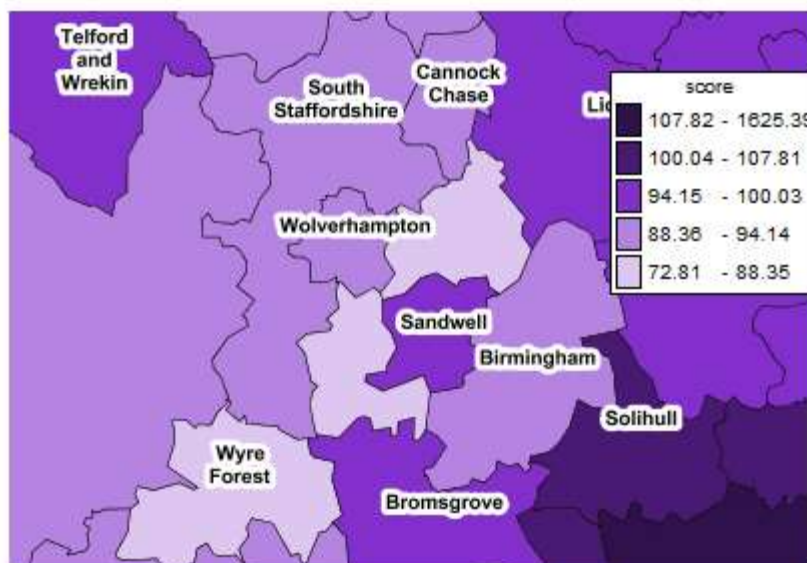 Telford
and
Wrekin
South
Staffordshire
Cannock
Chase
score
107.82 - 1625.39
100.04 - 107.81
94.15 - 100.03
88.36 - 94.14
72.81 - 88.35
Wolverhampton
Sandwell
Birmingham
Solihull
Wyre
Forest
Bromsgrove